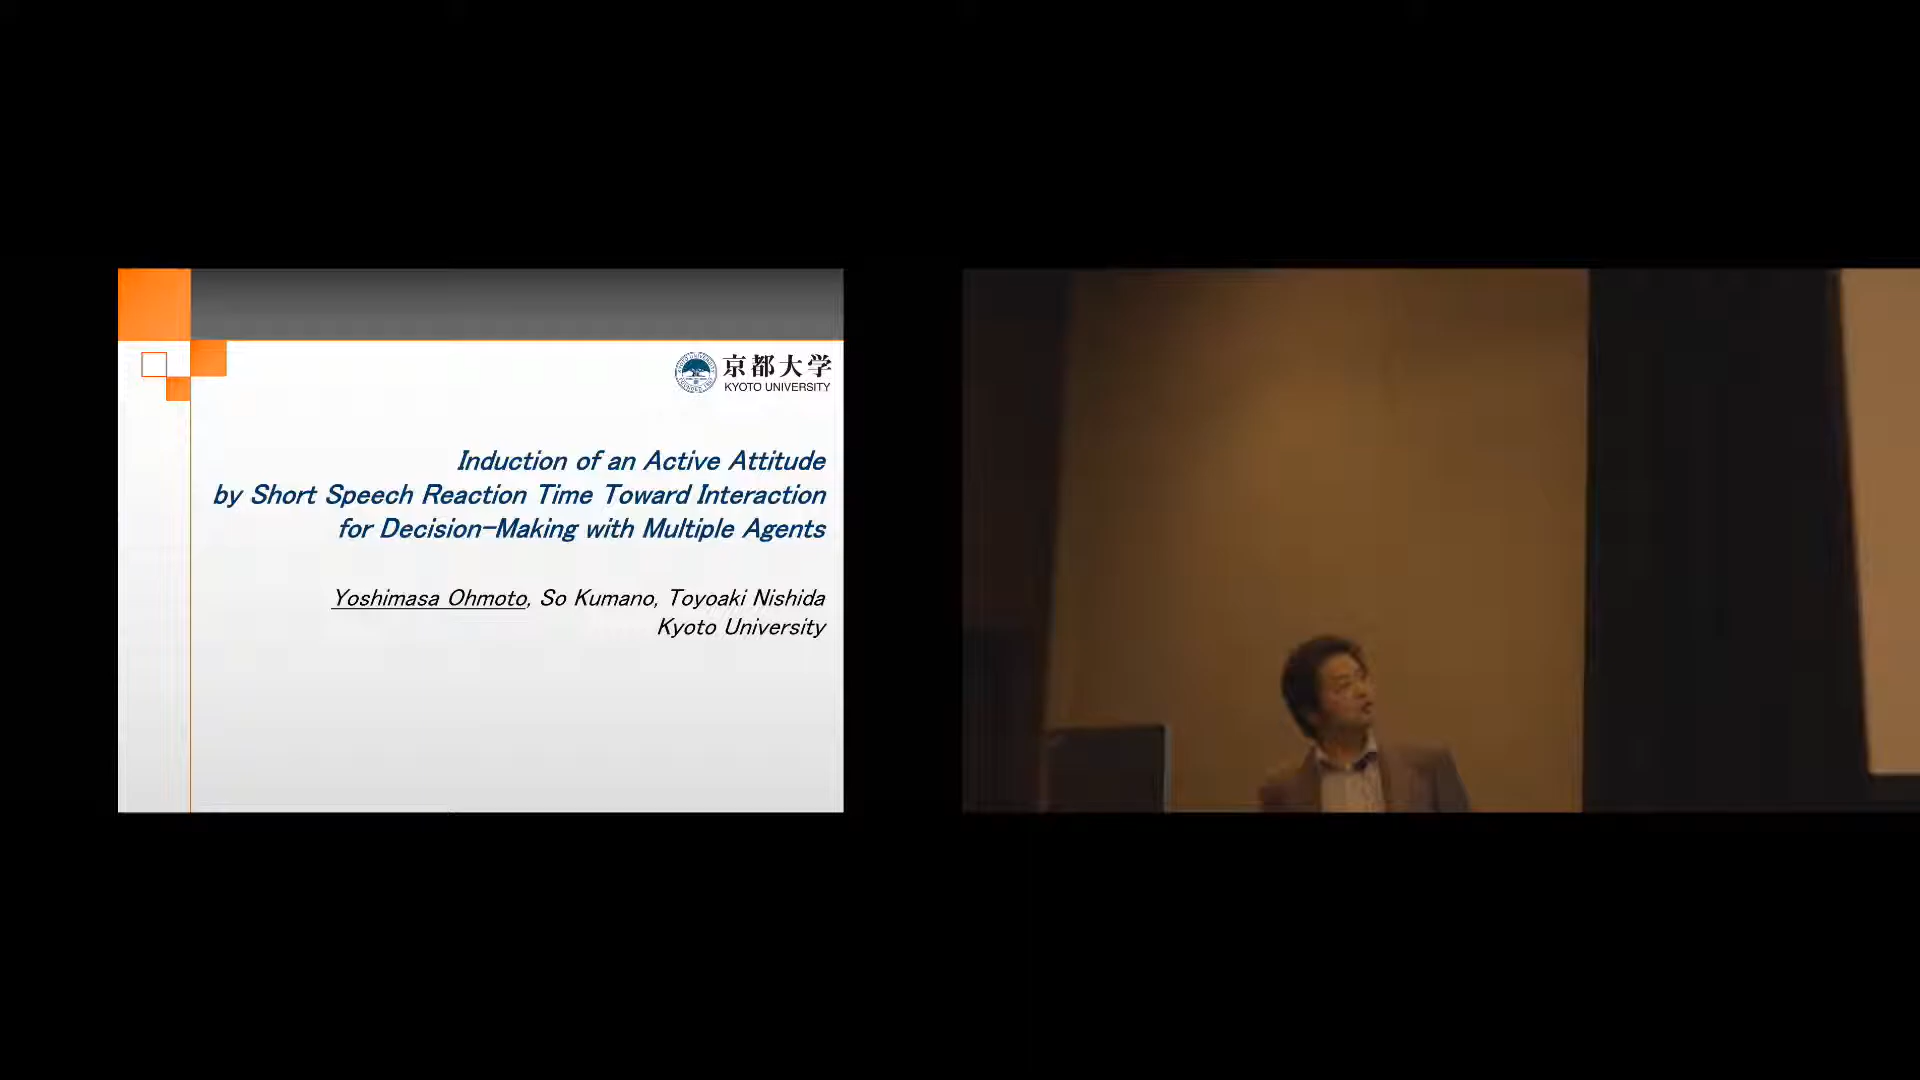 京都大学
KYOTO UNIVERSITY
Induction of an Active Attitude
by Short Speech Reaction Time Toward Interaction
for Decision-Making with Multiple Agents
Yoshimasa Ohmoto, So Kumano, Toyoaki Nishida
Kyoto University